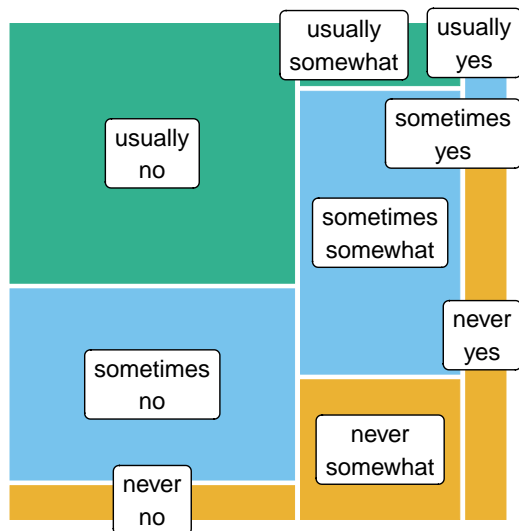 usually
somewhat
usually
yes
usually
no
sometimes
yes
sometimes
somewhat
sometimes
no
never
yes
never
somewhat
never
no